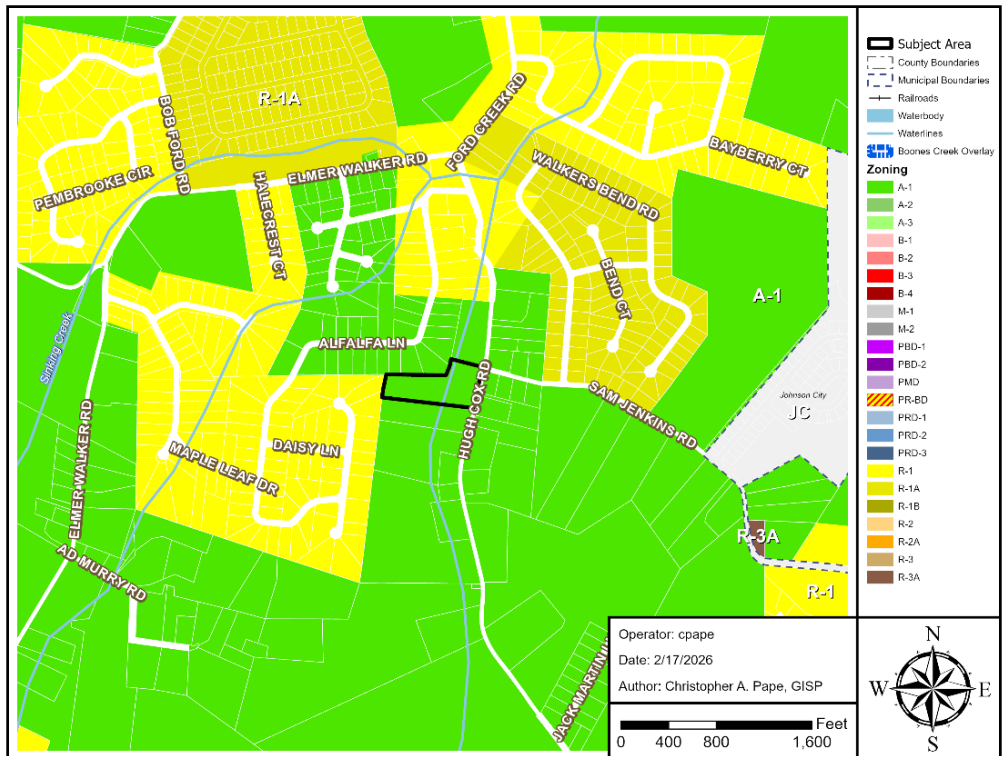 R-1A
BOB FORD RD
FORD CREEK RD
PEMBROOKE CIR
ELMER WALKER RD
HALECREST CT
WALKERS BEND RD
BAYBERRY CT
BEND CT
A-1
Sinking Creek
ALFALFA LN
HUGH COX RD
SAM JENKINS RD
Johnson City
JC
ELMER WALKER RD
MAPLE LEAF DR
DAISY LN
AD MURRY RD
R-3A
R-1
Subject Area
County Boundaries
Municipal Boundaries
Railroads
Waterbody
Waterlines
Boones Creek Overlay
Zoning
A-1
A-2
A-3
B-1
B-2
B-3
B-4
M-1
M-2
PBD-1
PBD-2
PMD
PR-BD
PRD-1
PRD-2
PRD-3
R-1
R-1A
R-1B
R-2
R-2A
R-3
R-3A
JACK MARTIN
Operator: cpape
Date: 2/17/2026
Author: Christopher A. Pape, GISP
Feet
0 400 800 1,600
N
W E
S